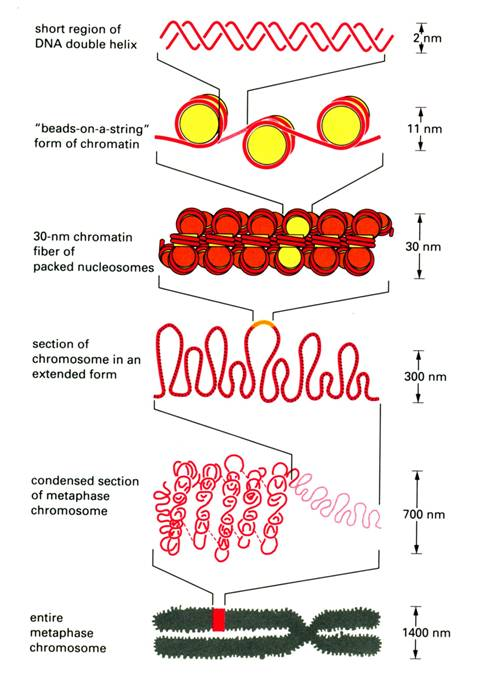 short region of
DNA double helix
2 nm
"beads-on-a-string"
form of chromatin
11 nm
30-nm chromatin
fiber of
packed nucleosomes
30 nm
section of
chromosome in an
extended form
300 nm
condensed section
of metaphase
chromosome
700 nm
entire
metaphase
chromosome
1400 nm